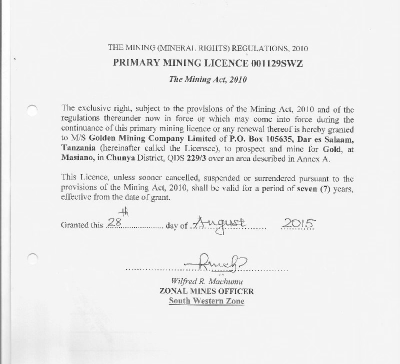 THE MINING (MINERAL RIGHTS) REGULATIONS, 2010
PRIMARY MINING LICENCE 001129SWZ
The Mining Act, 2010
The exclusive right, subject to the provisions of the Mining Act, 2010 and of the
regulations thereunder now in force or which may come into force during the
continuance of this primary mining licence or any renewal thereof is hereby granted
to M/S Golden Mining Company Limited of P.O. Box 105635, Dar es Salaam,
Tanzania (hereinafter called the Licensee), to prospect and mine for Gold, at
Masiano, in Chunya District, QDS 229/3 over an area described in Annex A.
This Licence, unless sooner cancelled, suspended or surrendered pursuant to the
provisions of the Mining Act, 2010, shall be valid for a period of seven (7) years,
effective from the date of grant.
Granted this 28th day of August 2015
Wilfred R. Machumu
ZONAL MINES OFFICER
South Western Zone